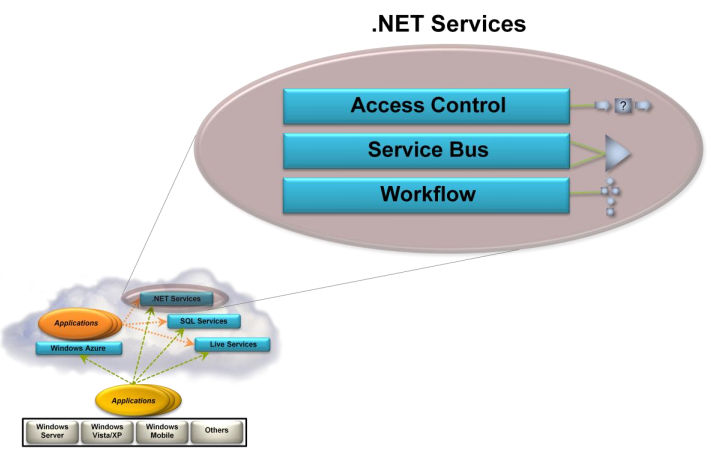 .NET Services
Access Control
?
Service Bus
Workflow
.NET Services
Applications
SQL Services
Windows Azure
Live Services
Applications
Windows
Server
Windows
Vista/XP
Windows
Mobile
Others